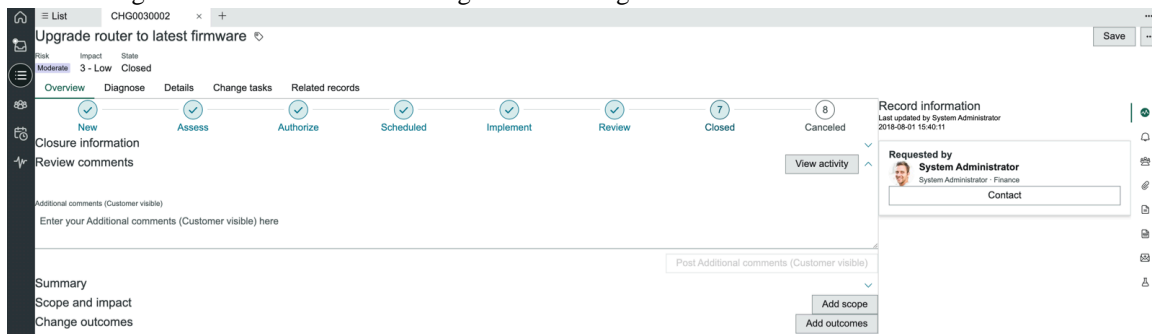 List
CHG0030002
Upgrade router to latest firmware
Save
Risk Impact State
Moderate 3 - Low Closed
Overview Diagnose Details Change tasks Related records
7 8
New Assess Authorize Scheduled Implement Review Closed Canceled
Record information
Last updated by System Administrator
2018-08-01 15:40:11
Closure information
Review comments
View activity
Requested by
System Administrator
System Administrator · Finance
Contact
Additional comments (Customer visible)
Enter your Additional comments (Customer visible) here
Post Additional comments (Customer visible)
Summary
Scope and impact
Add scope
Change outcomes
Add outcomes